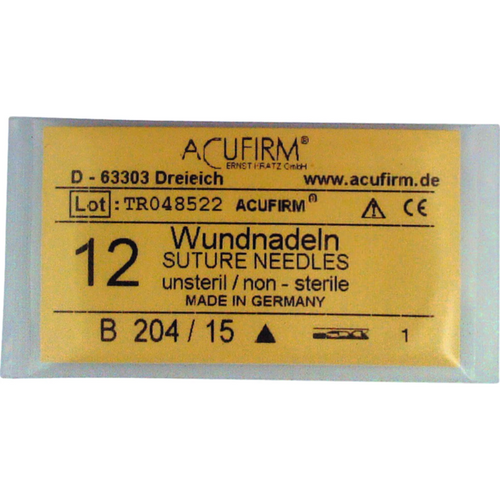 ACUFIRM®
ERNST KRATZ GmbH
D - 63303 Dreieich www.acufirm.de
Lot : TR048522 ACUFIRM® CE
12 Wundnadeln
SUTURE NEEDLES
unsteril / non - sterile
MADE IN GERMANY
B 204 / 15 1